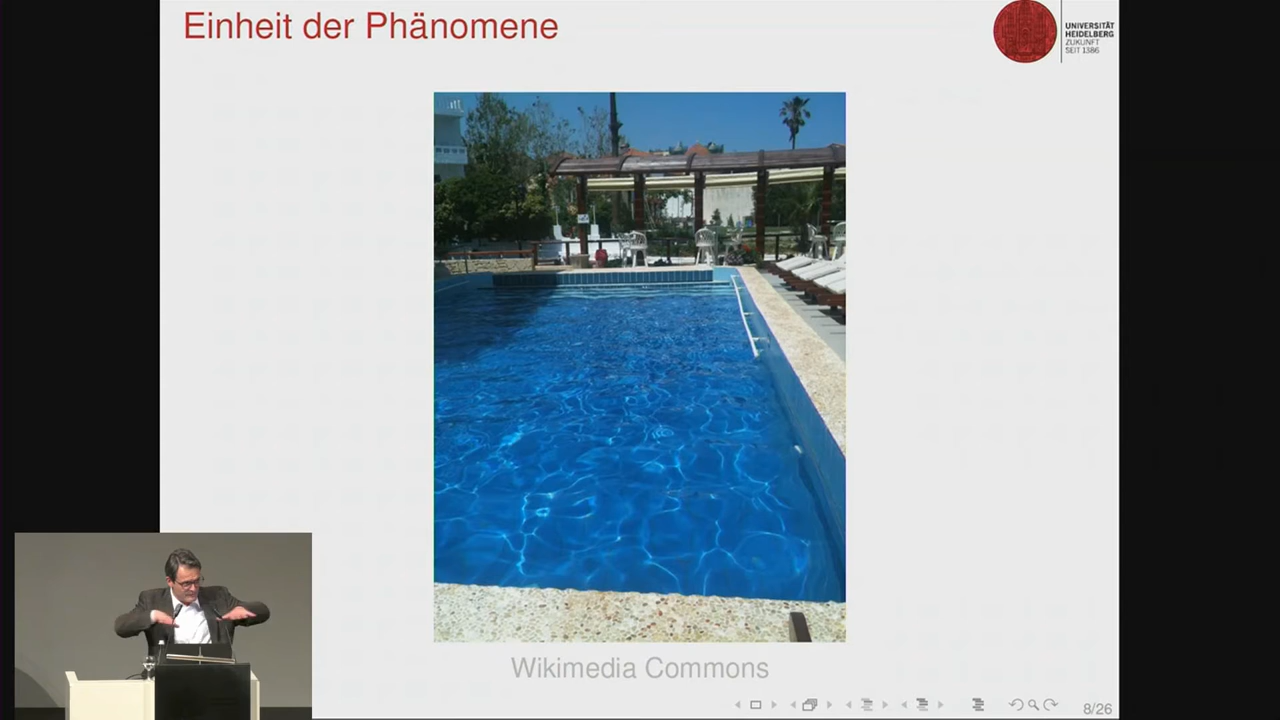 Einheit der Phänomene
UNIVERSITÄT
HEIDELBERG
ZUKUNFT
SEIT 1386
Wikimedia Commons
8/26